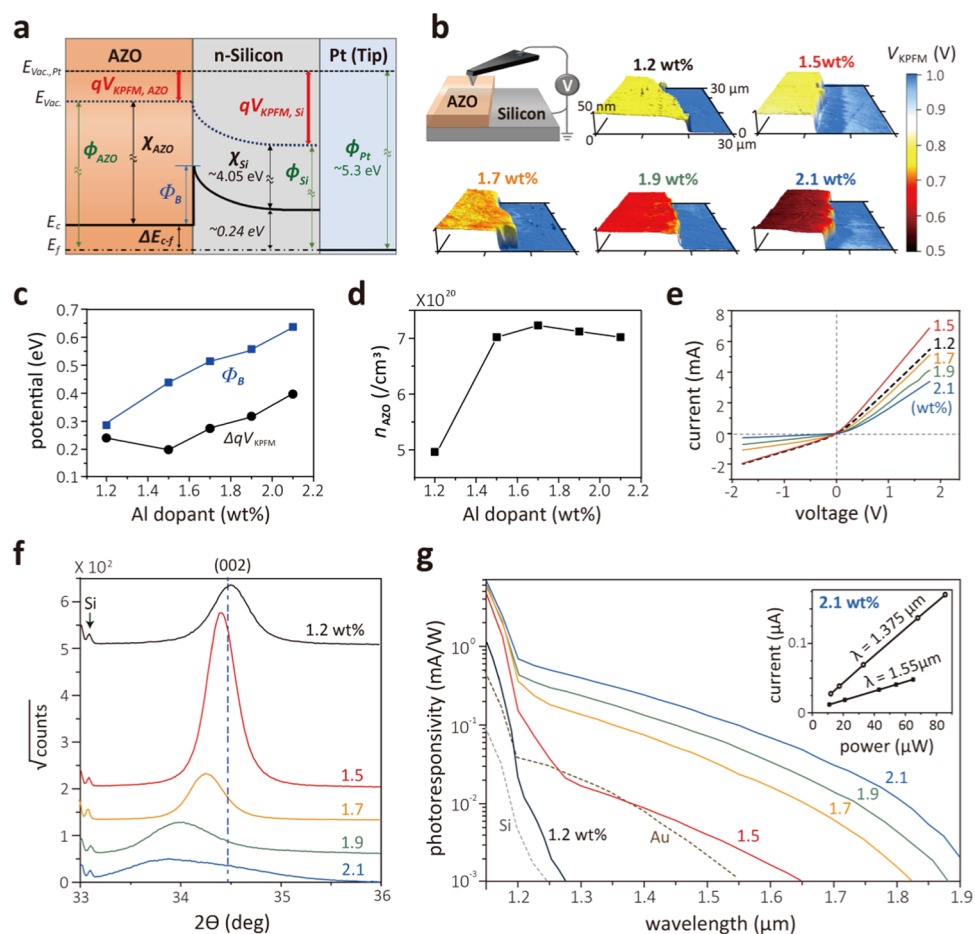 a
AZO
n-Silicon
Pt (Tip)
E_Vac.,Pt
qV_KPFM, AZO
E_Vac.
qV_KPFM, Si
ϕ_AZO
χ_AZO
χ_Si
~4.05 eV
ϕ_Si
ϕ_Pt
~5.3 eV
Φ_B
E_c
ΔE_c-f
~0.24 eV
E_f
b
AZO
Silicon
V
1.2 wt%
50 nm
0
30 μm
30 μm
1.5wt%
1.7 wt%
1.9 wt%
2.1 wt%
V_KPFM (V)
1.0
0.9
0.8
0.7
0.6
0.5
c
potential (eV)
0.7
0.6
0.5
0.4
0.3
0.2
0.1
Φ_B
ΔqV_KPFM
1.2 1.4 1.6 1.8 2.0 2.2
Al dopant (wt%)
d
X10²⁰
n_AZO (/cm³)
7
6
5
1.2 1.4 1.6 1.8 2.0 2.2
Al dopant (wt%)
e
current (mA)
8
6
4
2
0
-2
1.5
1.2
1.7
1.9
2.1
(wt%)
-2 -1 0 1 2
voltage (V)
f
X 10²
(002)
Si
√counts
6
5
4
3
2
1
0
1.2 wt%
1.5
1.7
1.9
2.1
33 34 35 36
2Θ (deg)
g
photoresponsivity (mA/W)
10⁰
10⁻¹
10⁻²
10⁻³
Si
1.2 wt%
Au
1.5
1.7
1.9
2.1
2.1 wt%
current (μA)
0.1
0
λ = 1.375 μm
λ = 1.55μm
0 20 40 60 80
power (μW)
1.2 1.3 1.4 1.5 1.6 1.7 1.8 1.9
wavelength (μm)